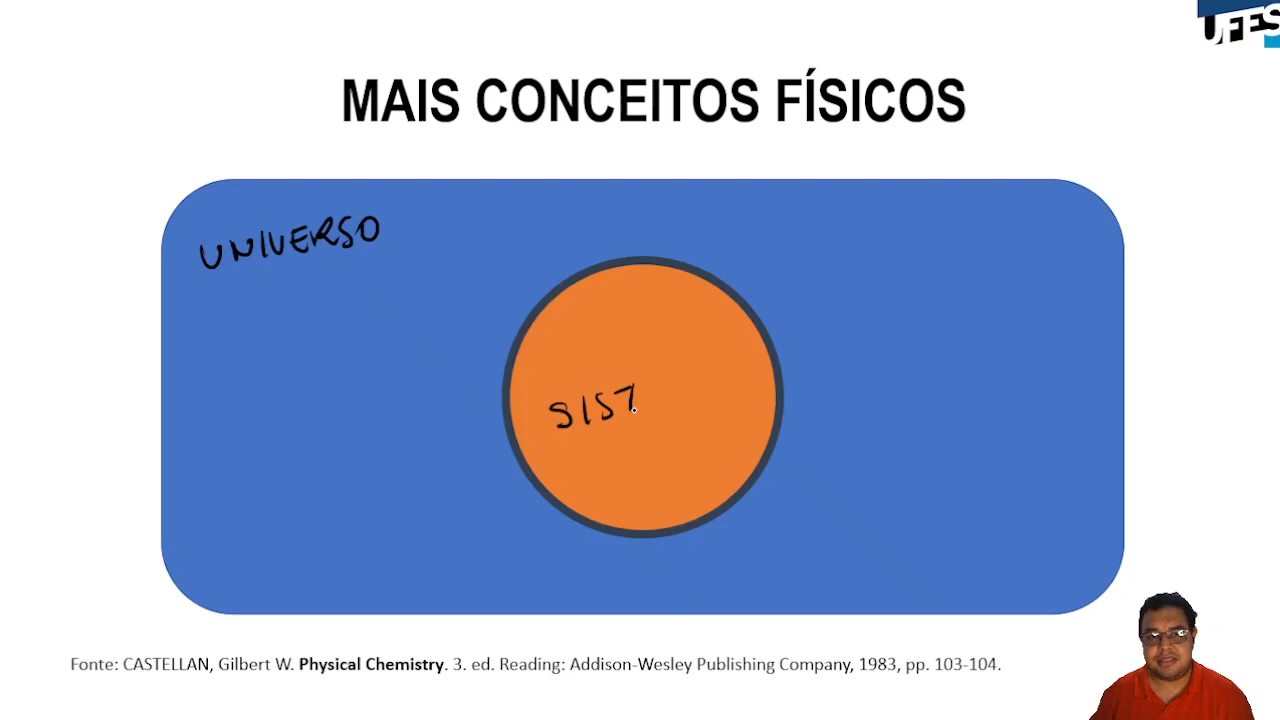 UFES
MAIS CONCEITOS FÍSICOS
UNIVERSO
SIST
Fonte: CASTELLAN, Gilbert W. Physical Chemistry. 3. ed. Reading: Addison-Wesley Publishing Company, 1983, pp. 103-104.